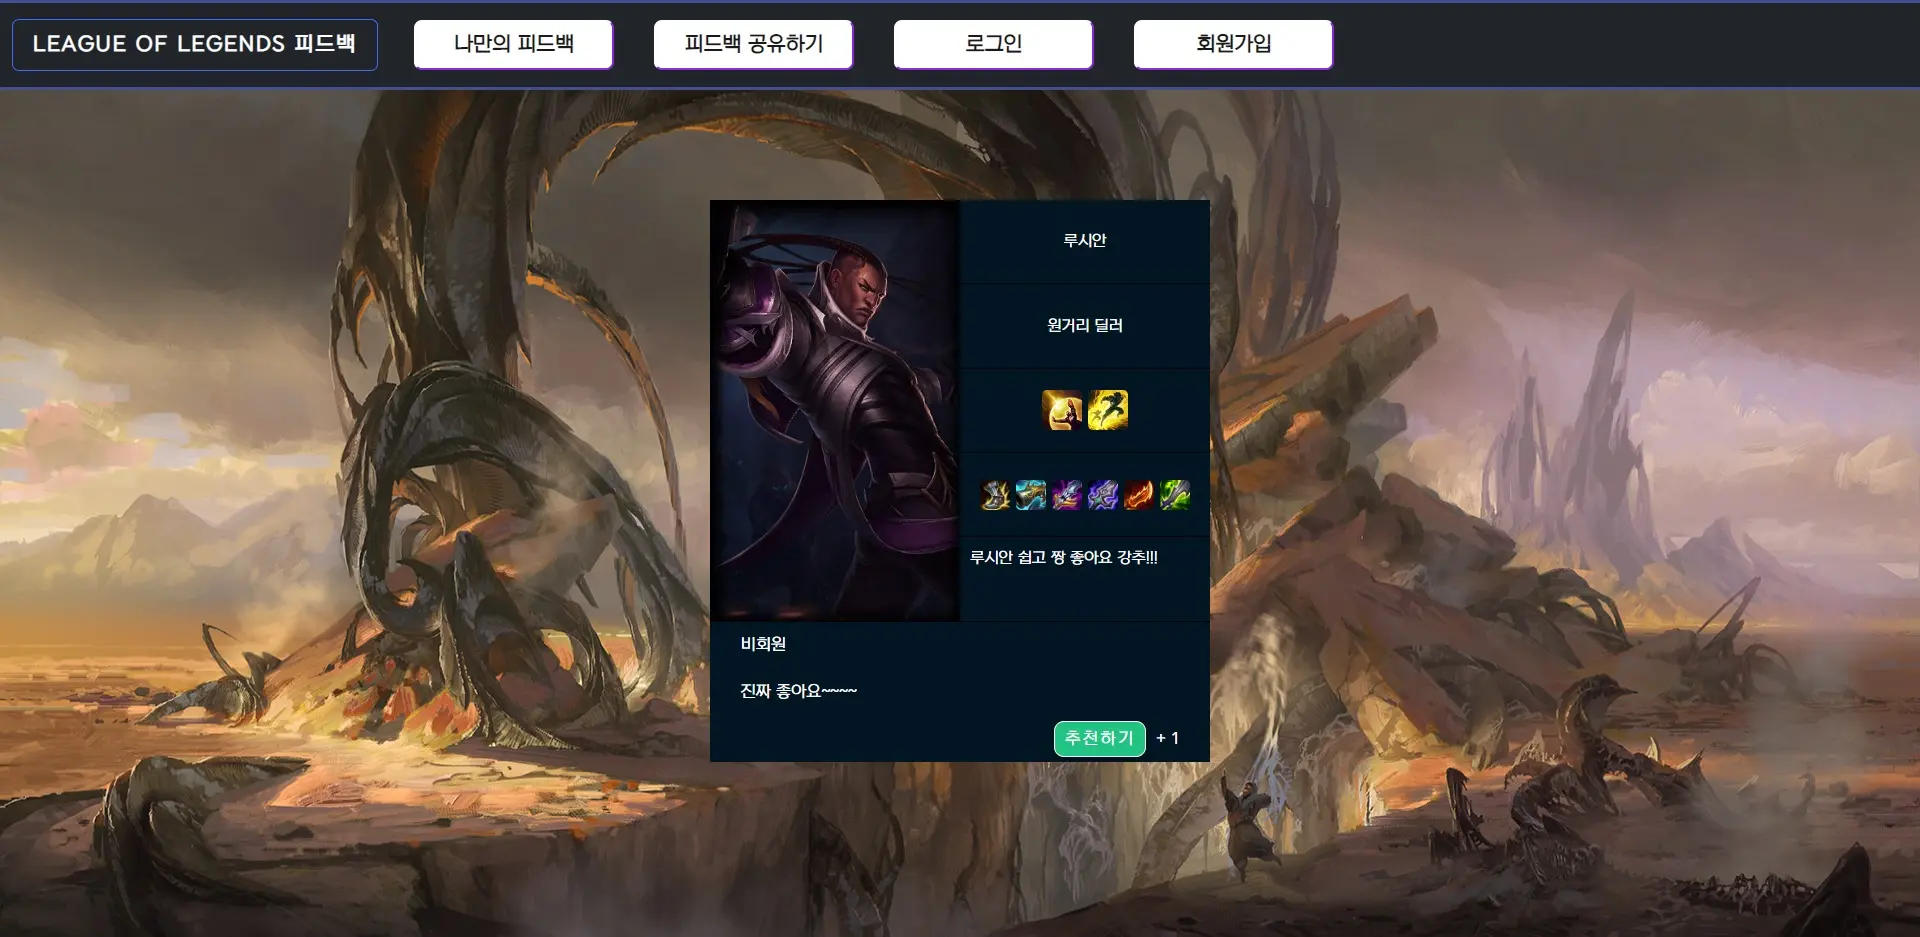 LEAGUE OF LEGENDS 피드백
나만의 피드백
피드백 공유하기
로그인
회원가입
루시안
원거리 딜러
루시안 쉽고 짱 좋아요 강추!!!
비회원
진짜 좋아요~~~~
추천하기 + 1